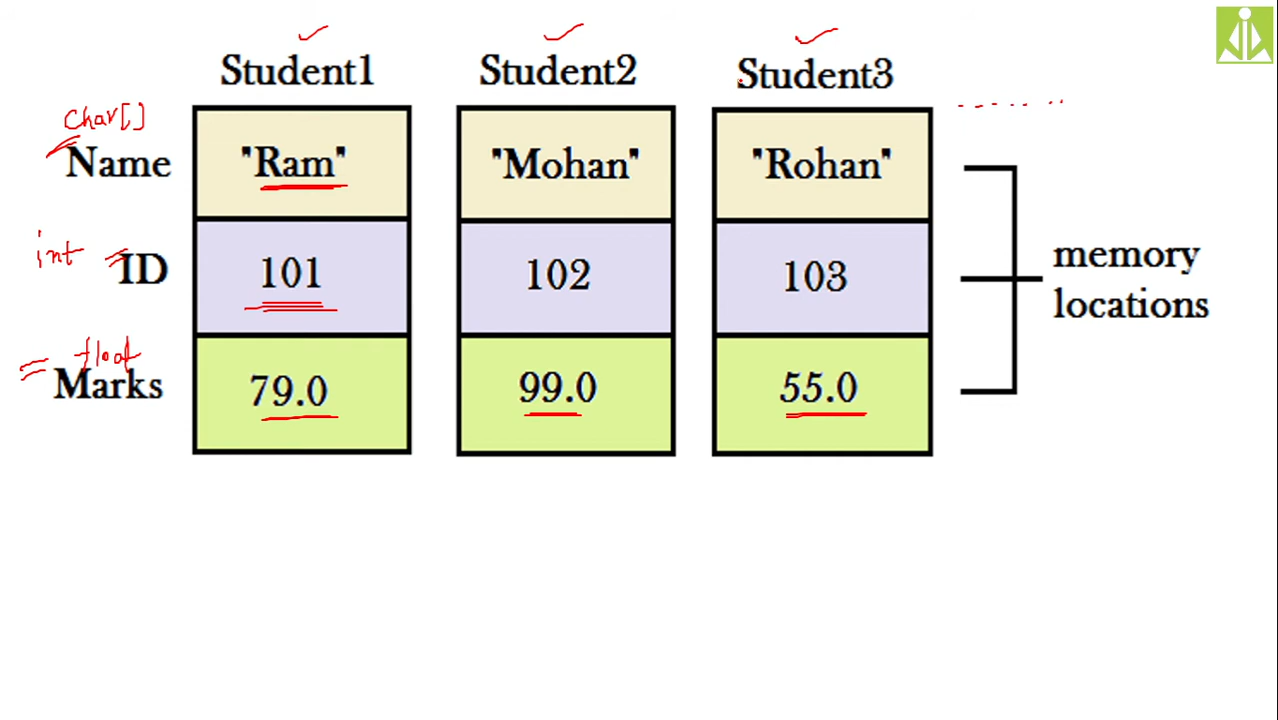 Student1 Student2 Student3
char[]
Name "Ram" "Mohan" "Rohan"
int
ID 101 102 103
memory
locations
float
Marks 79.0 99.0 55.0